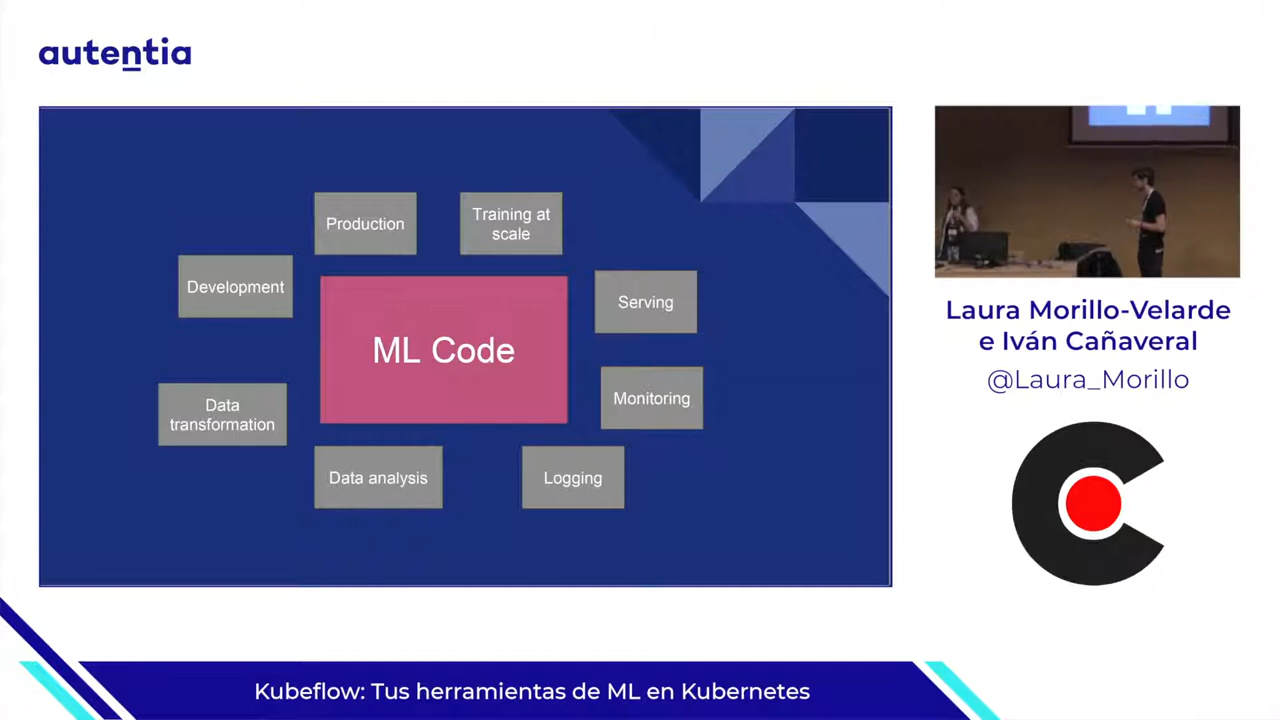 autentia
Production
Training at
scale
Development
Serving
ML Code
Monitoring
Data
transformation
Data analysis
Logging
Laura Morillo-Velarde
e Iván Cañaveral
@Laura_Morillo
Kubeflow: Tus herramientas de ML en Kubernetes